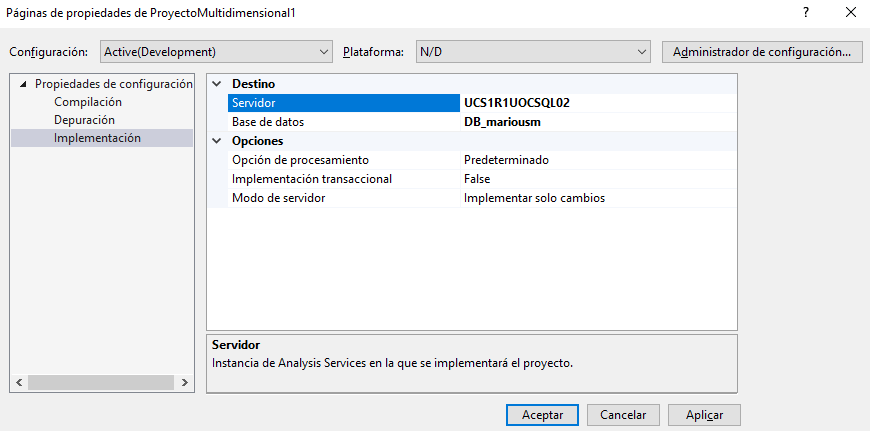 Páginas de propiedades de ProyectoMultidimensional1
Configuración: Active(Development) Plataforma: N/D Administrador de configuración...
Propiedades de configuración
Compilación
Depuración
Implementación
Destino
Servidor UCS1R1UOCSQL02
Base de datos DB_mariousm
Opciones
Opción de procesamiento Predeterminado
Implementación transaccional False
Modo de servidor Implementar solo cambios
Servidor
Instancia de Analysis Services en la que se implementará el proyecto.
Aceptar Cancelar Aplicar